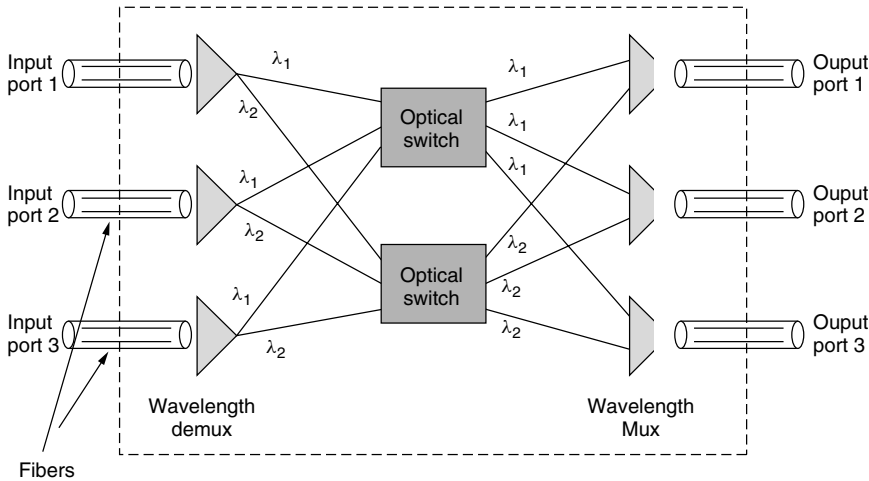 Input
port 1
Input
port 2
Input
port 3
λ1
λ2
λ1
λ2
λ1
λ2
Optical
switch
Optical
switch
λ1
λ1
λ1
λ2
λ2
λ2
Ouput
port 1
Ouput
port 2
Ouput
port 3
Wavelength
demux
Wavelength
Mux
Fibers